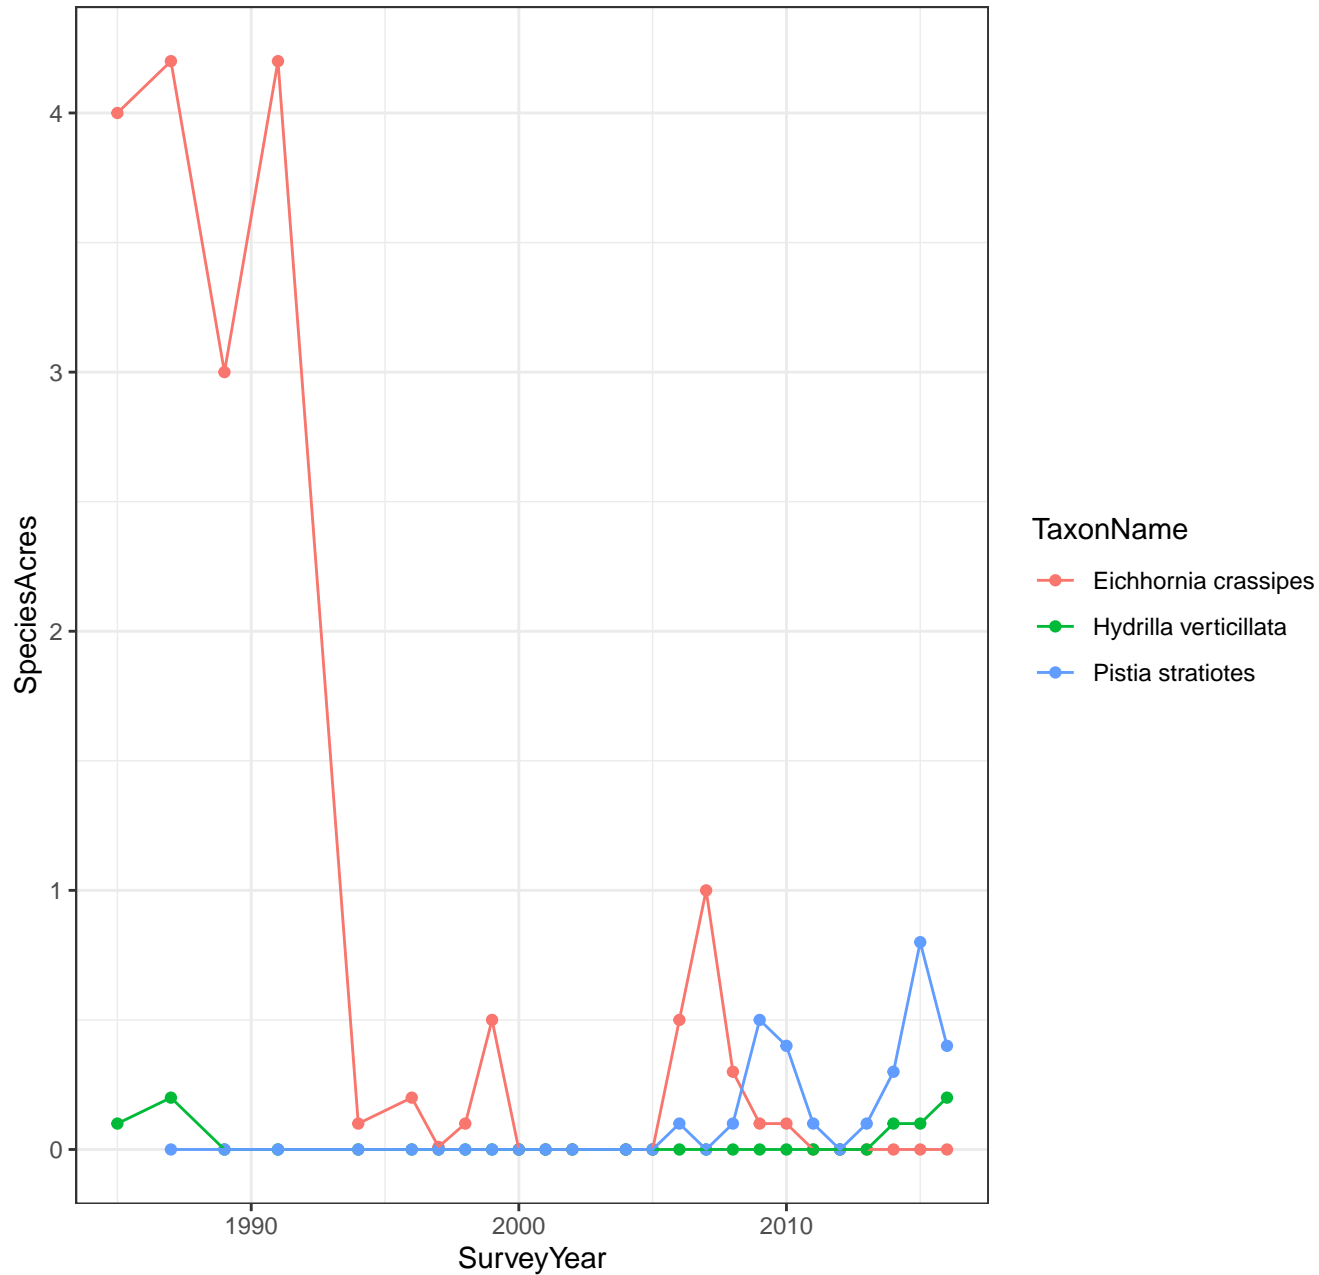 4
3
2
1
0
SpeciesAcres
1990
2000
2010
SurveyYear
TaxonName
Eichhornia crassipes
Hydrilla verticillata
Pistia stratiotes